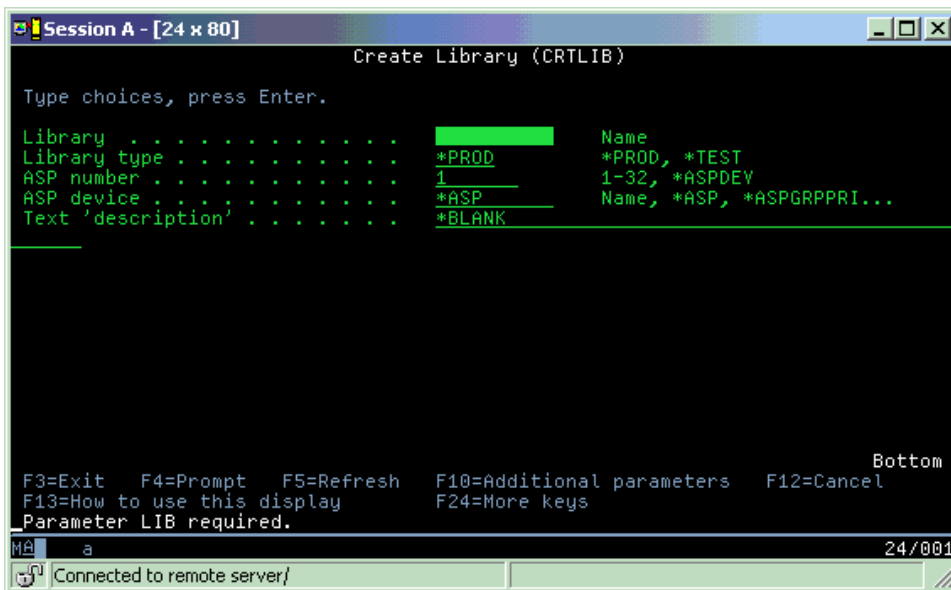 Session A - [24 x 80]
Create Library (CRTLIB)
Type choices, press Enter.
Library . . . . . . . . . . . . Name
Library type . . . . . . . . . . *PROD *PROD, *TEST
ASP number . . . . . . . . . . . 1 1-32, *ASPDEV
ASP device . . . . . . . . . . . *ASP Name, *ASP, *ASPGRPPRI...
Text 'description' . . . . . . . *BLANK
Bottom
F3=Exit F4=Prompt F5=Refresh F10=Additional parameters F12=Cancel
F13=How to use this display F24=More keys
Parameter LIB required.
MA a 24/001
Connected to remote server/